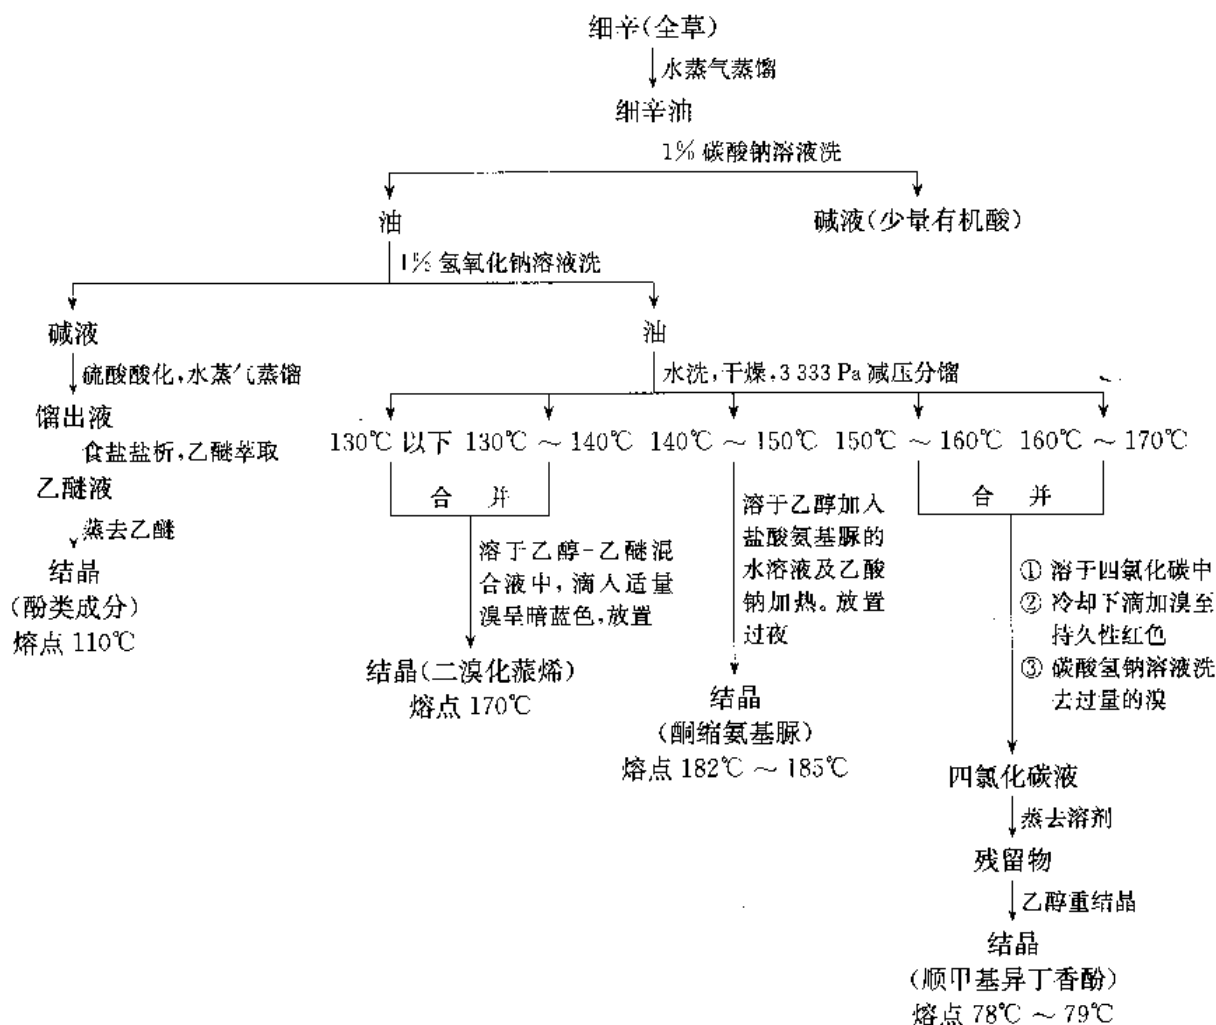 细辛(全草)
水蒸气蒸馏
细辛油
1% 碳酸钠溶液洗
油
碱液(少量有机酸)
1% 氢氧化钠溶液洗
碱液
油
硫酸酸化,水蒸气蒸馏
水洗,干燥,3 333 Pa 减压分馏
馏出液
130℃ 以下 130℃ ～ 140℃ 140℃ ～ 150℃ 150℃ ～ 160℃ 160℃ ～ 170℃
食盐盐析,乙醚萃取
乙醚液
合 并
合 并
蒸去乙醚
结晶
(酚类成分)
熔点 110℃
溶于乙醇-乙醚混
合液中, 滴入适量
溴呈暗蓝色,放置
结晶(二溴化蒎烯)
熔点 170℃
溶于乙醇加入
盐酸氨基脲的
水溶液及乙酸
钠加热。放置
过夜
结晶
(酮缩氨基脲)
熔点 182℃ ～ 185℃
① 溶于四氯化碳中
② 冷却下滴加溴至
持久性红色
③ 碳酸氢钠溶液洗
去过量的溴
四氯化碳液
蒸去溶剂
残留物
乙醇重结晶
结晶
(顺甲基异丁香酚)
熔点 78℃ ～ 79℃